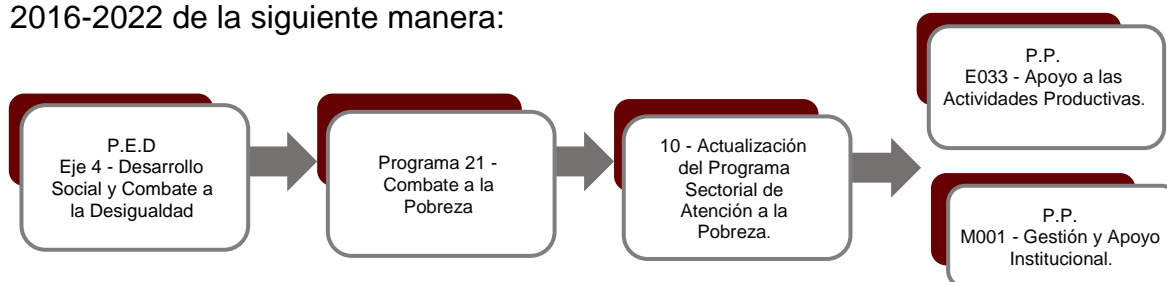 2016-2022 de la siguiente manera:
P.E.D
Eje 4 - Desarrollo
Social y Combate a
la Desigualdad
Programa 21 -
Combate a la
Pobreza
10 - Actualización
del Programa
Sectorial de
Atención a la
Pobreza.
P.P.
E033 - Apoyo a las
Actividades Productivas.
P.P.
M001 - Gestión y Apoyo
Institucional.